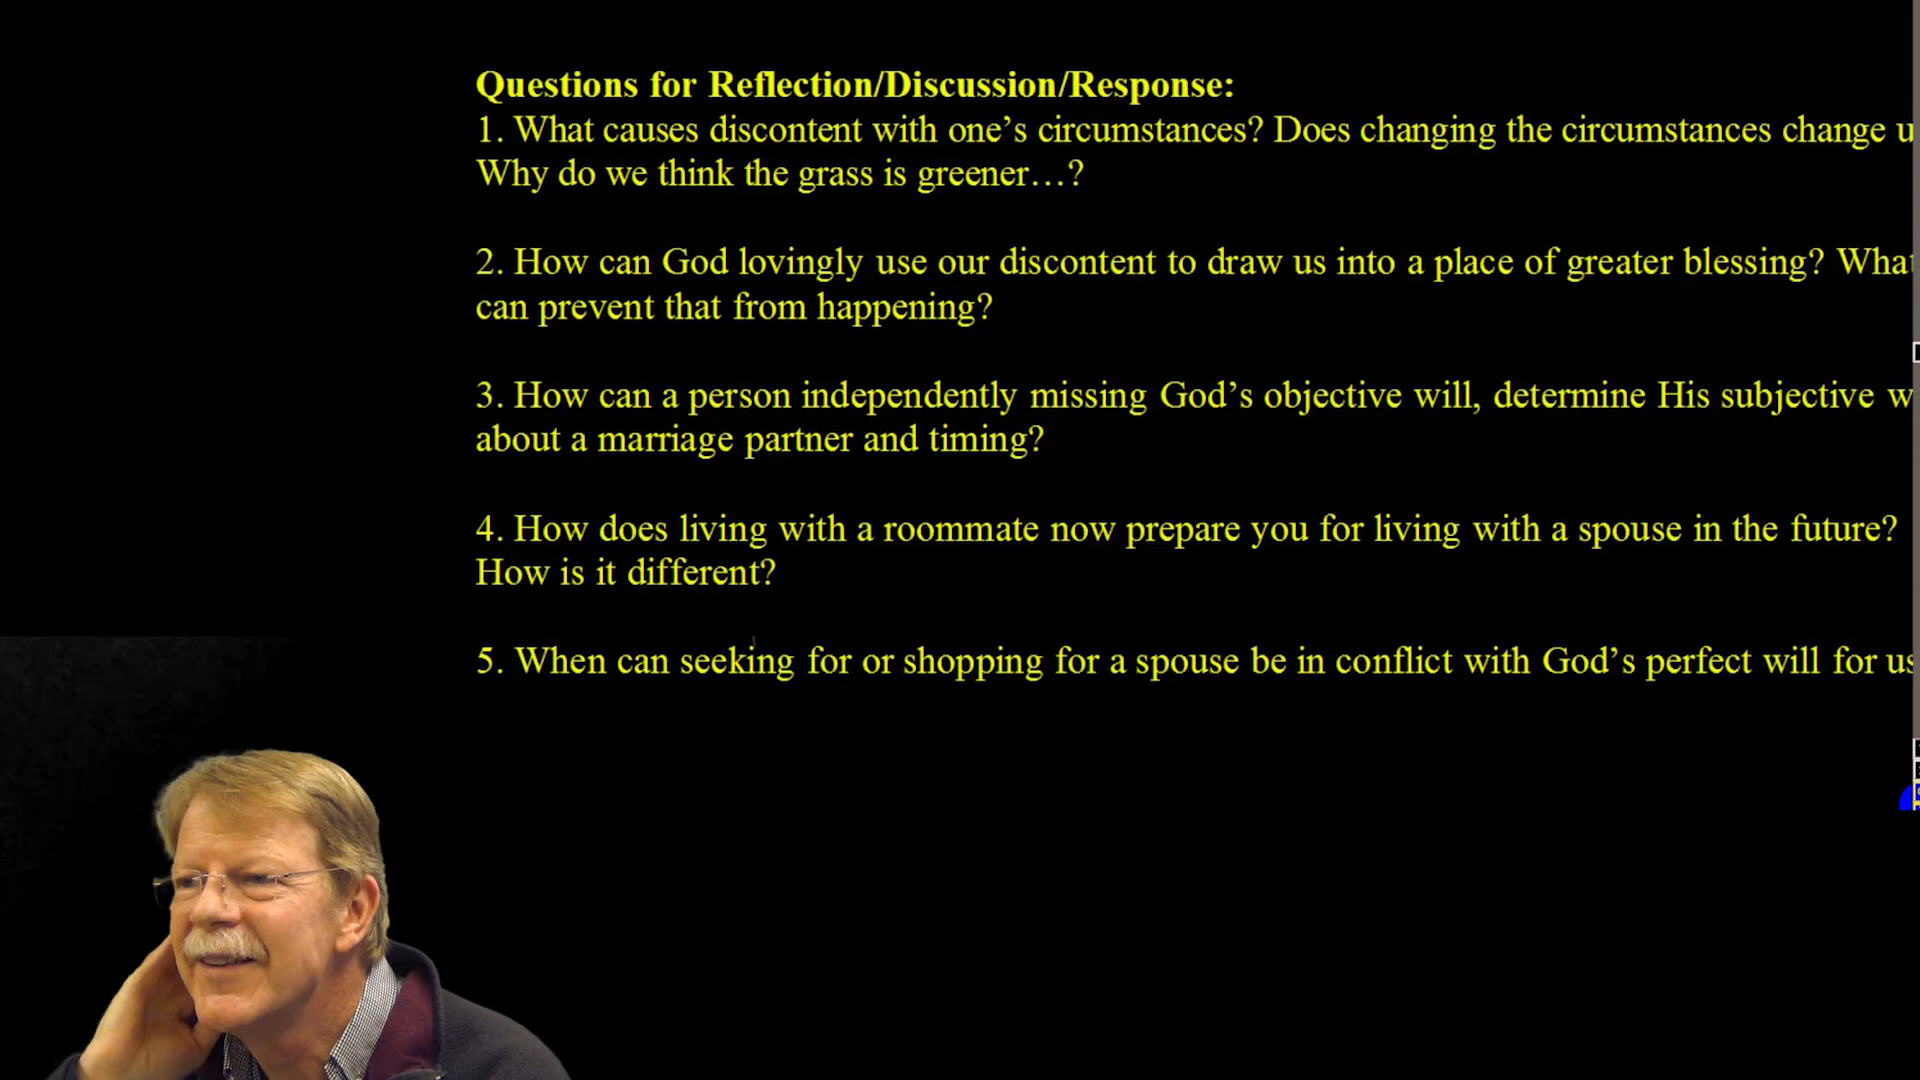 Questions for Reflection/Discussion/Response:
1. What causes discontent with one’s circumstances? Does changing the circumstances change
Why do we think the grass is greener…?
2. How can God lovingly use our discontent to draw us into a place of greater blessing? What
can prevent that from happening?
3. How can a person independently missing God’s objective will, determine His subjective
about a marriage partner and timing?
4. How does living with a roommate now prepare you for living with a spouse in the future?
How is it different?
5. When can seeking for or shopping for a spouse be in conflict with God’s perfect will for us